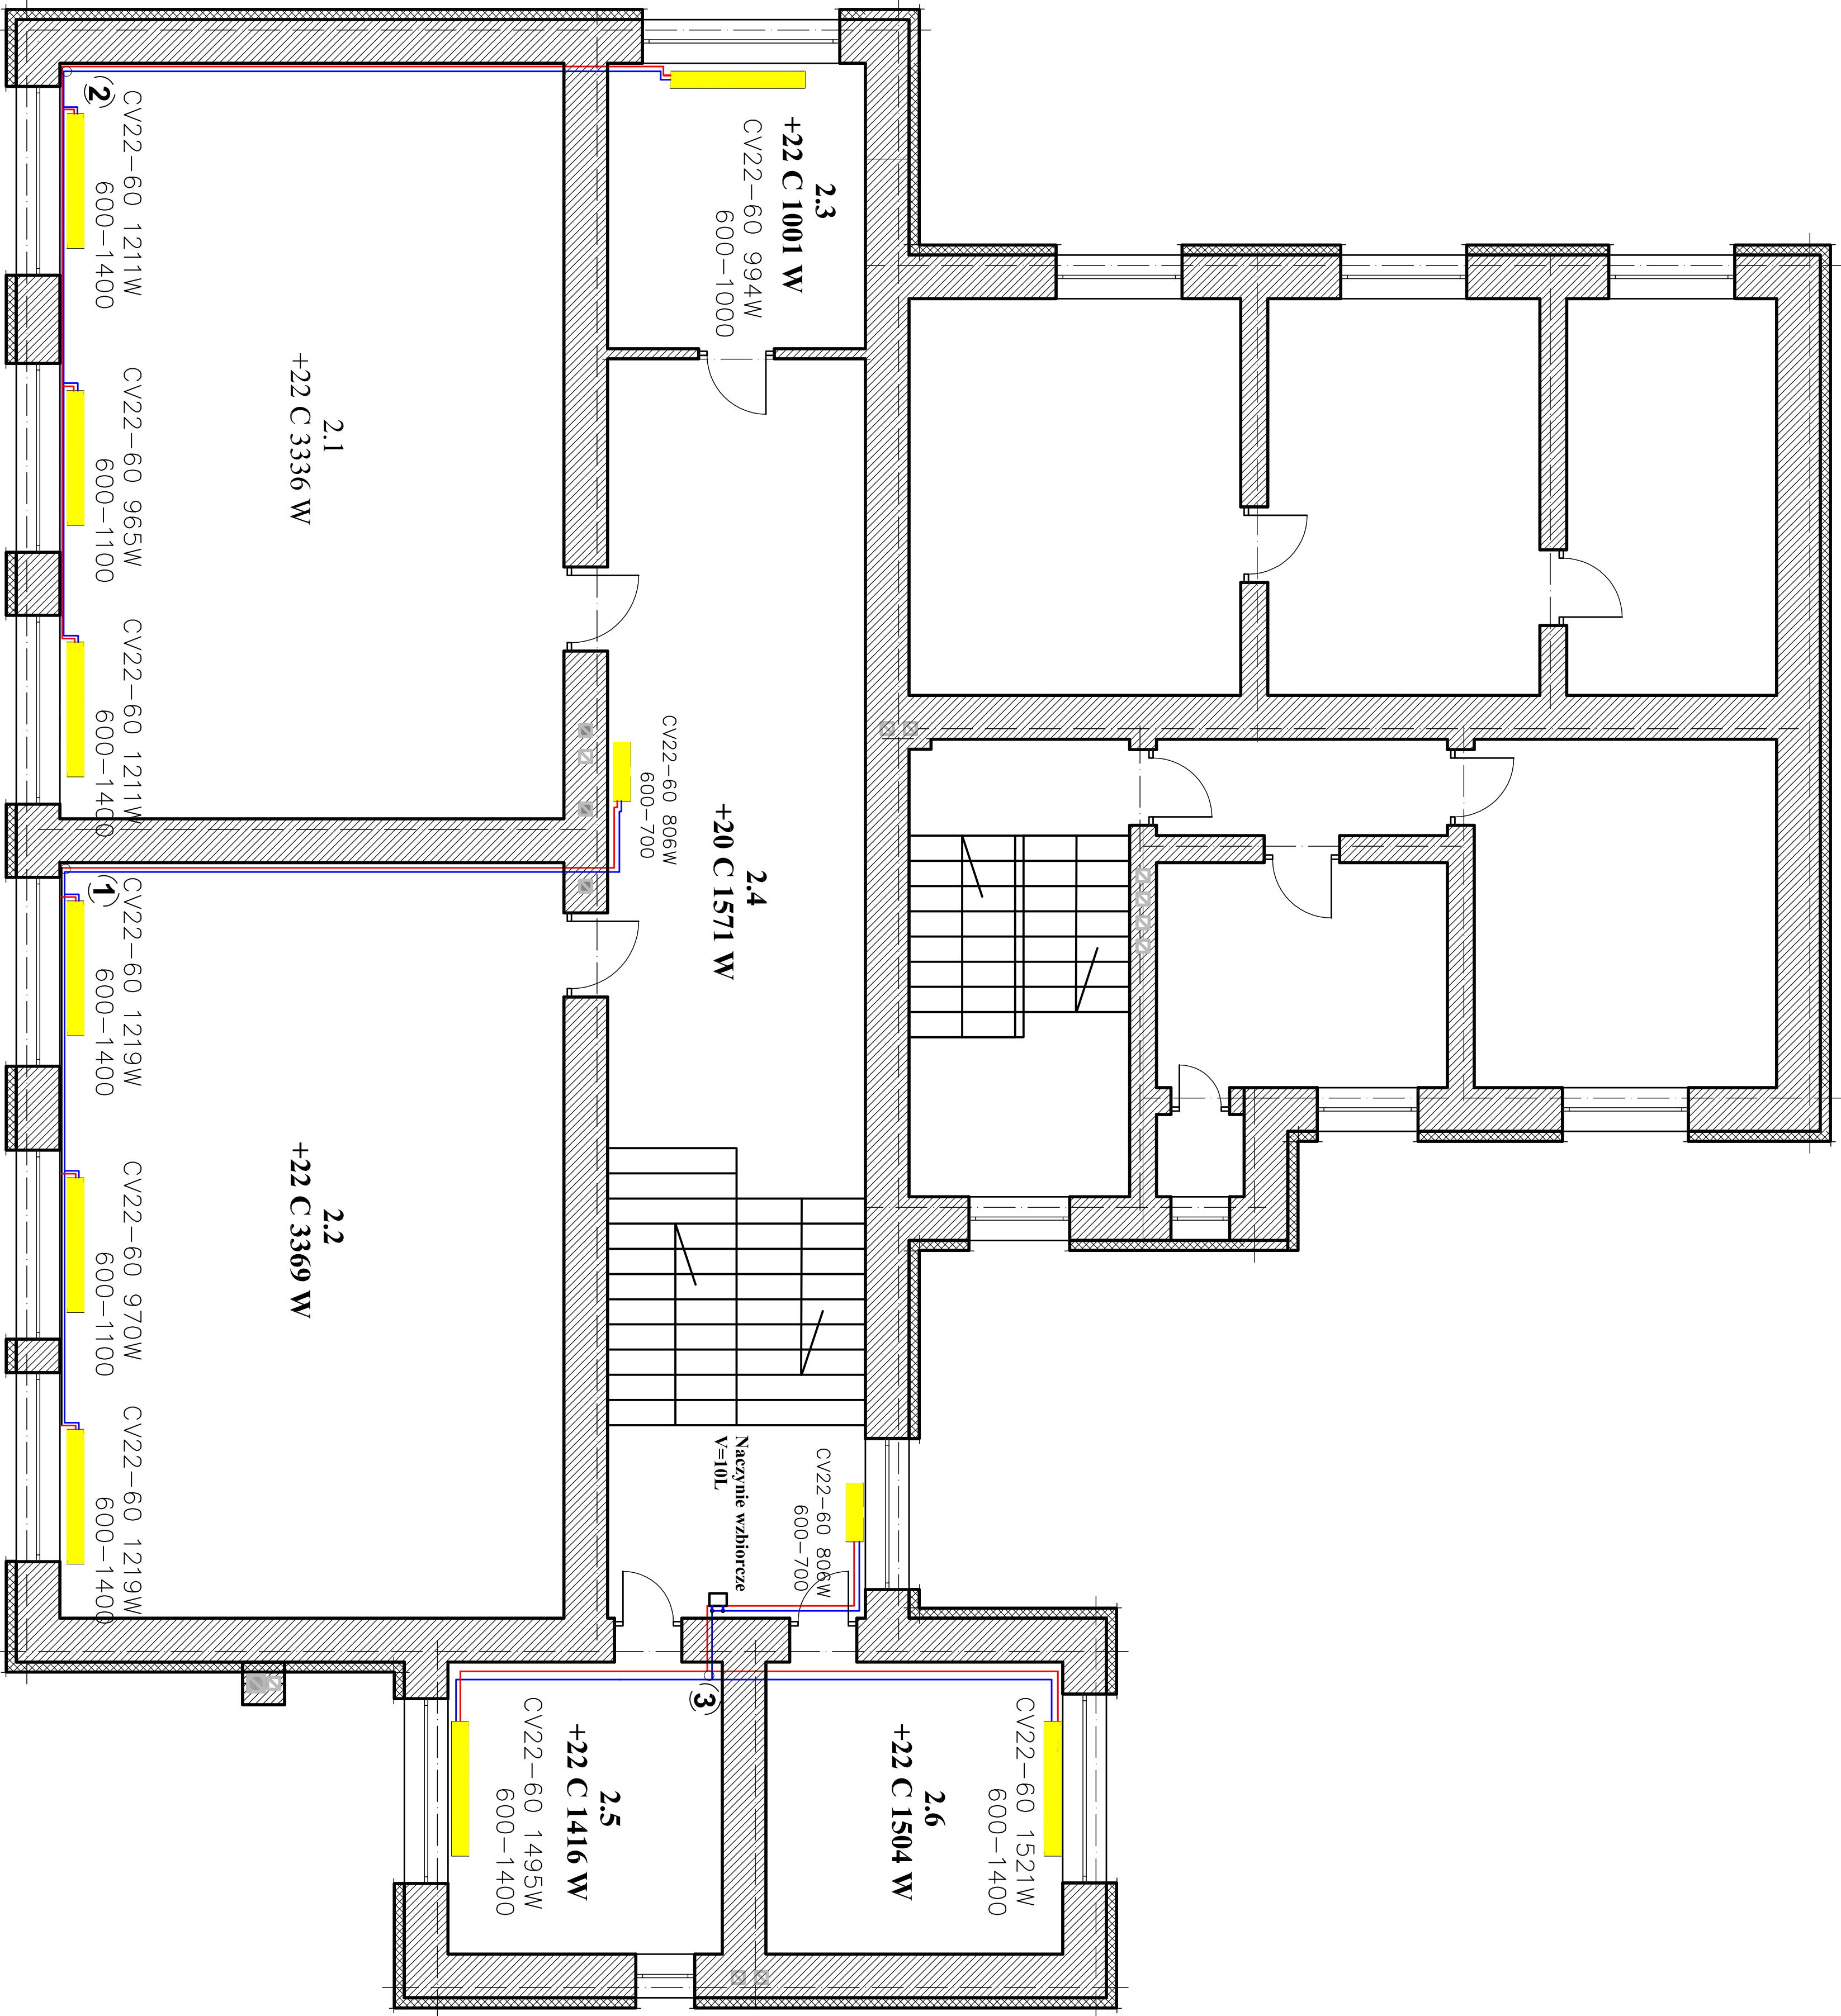 2.3
+22 C 1001 W
CV22-60 994W
600-1000
2.1
+22 C 3336 W
(2)
CV22-60 1211W
600-1400
CV22-60 965W
600-1100
CV22-60 1211W
600-1400
2.4
+20 C 1571 W
CV22-60 806W
600-700
2.2
+22 C 3369 W
(1)
CV22-60 1219W
600-1400
CV22-60 970W
600-1100
CV22-60 1219W
600-1400
CV22-60 806W
600-700
Naczynie wzbiorcze
V=10L
(3)
2.6
+22 C 1504 W
CV22-60 1521W
600-1400
2.5
+22 C 1416 W
CV22-60 1495W
600-1400